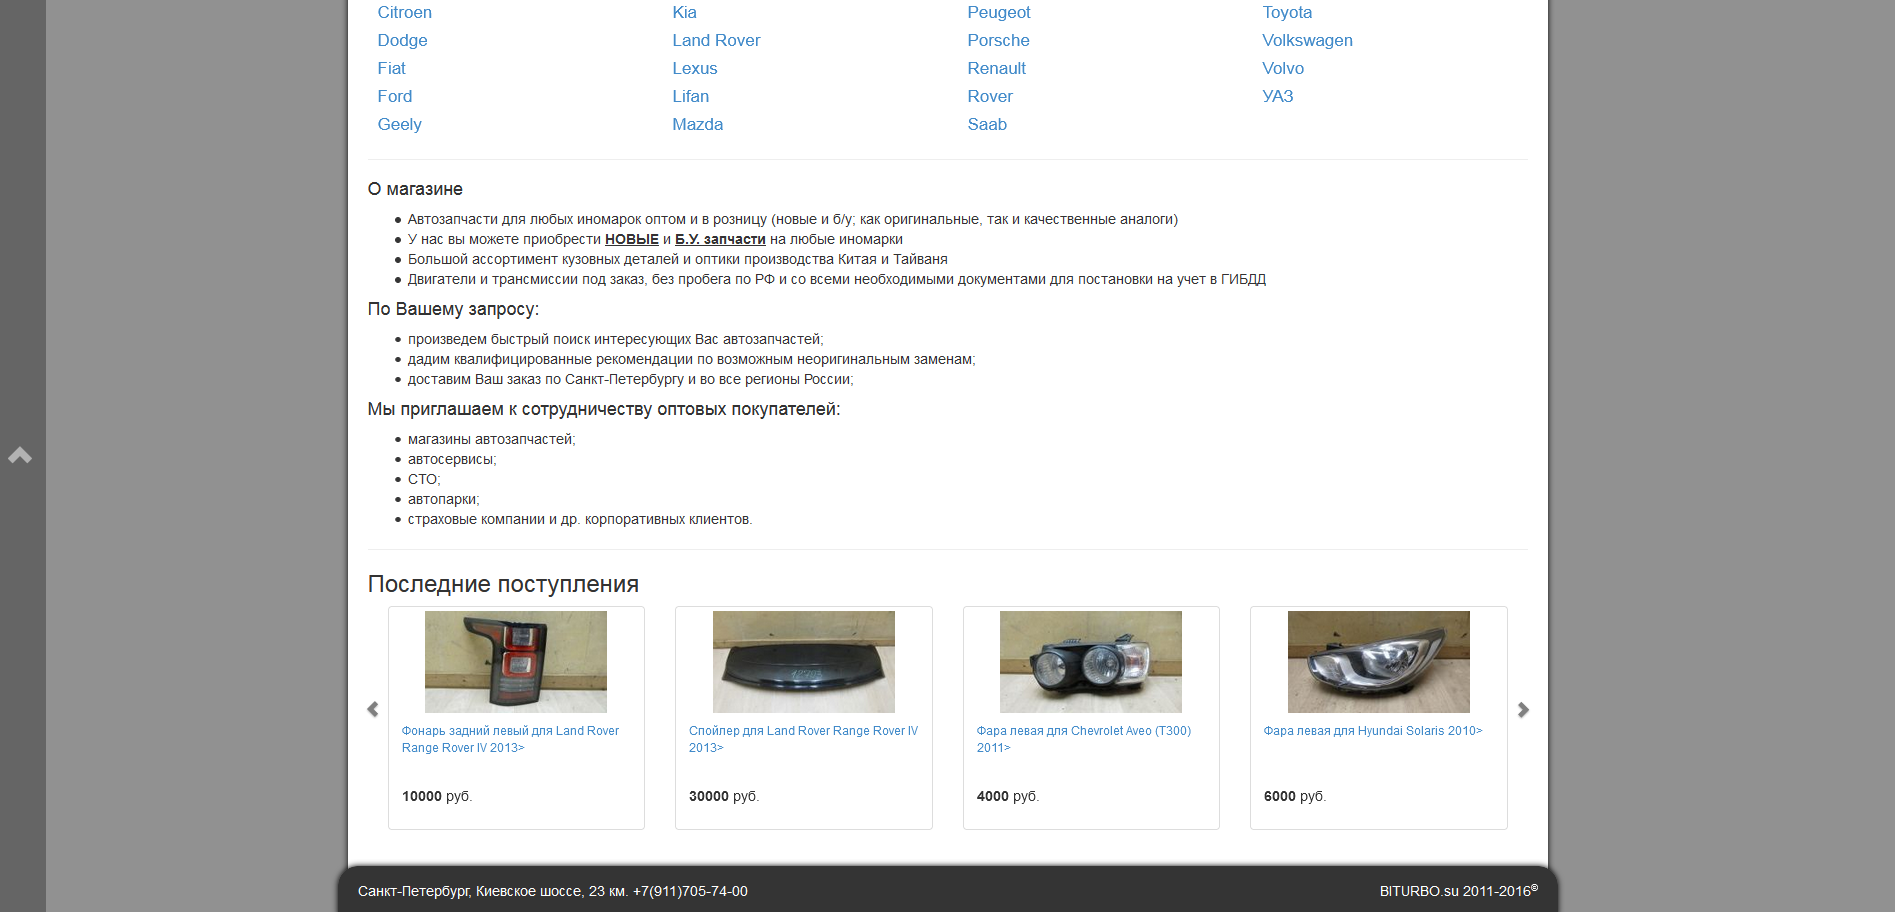 Citroen Kia Peugeot Toyota
Dodge Land Rover Porsche Volkswagen
Fiat Lexus Renault Volvo
Ford Lifan Rover УАЗ
Geely Mazda Saab
О магазине
Автозапчасти для любых иномарок оптом и в розницу (новые и б/у; как оригинальные, так и качественные аналоги)
У нас вы можете приобрести НОВЫЕ и Б.У. запчасти на любые иномарки
Большой ассортимент кузовных деталей и оптики производства Китая и Тайваня
Двигатели и трансмиссии под заказ, без пробега по РФ и со всеми необходимыми документами для постановки на учет в ГИБДД
По Вашему запросу:
произведем быстрый поиск интересующих Вас автозапчастей;
дадим квалифицированные рекомендации по возможным неоригинальным заменам;
доставим Ваш заказ по Санкт-Петербургу и во все регионы России;
Мы приглашаем к сотрудничеству оптовых покупателей:
магазины автозапчастей;
автосервисы;
СТО;
автопарки;
страховые компании и др. корпоративных клиентов.
Последние поступления
Фонарь задний левый для Land Rover
Range Rover IV 2013>
10000 руб.
Спойлер для Land Rover Range Rover IV
2013>
30000 руб.
Фара левая для Chevrolet Aveo (T300)
2011>
4000 руб.
Фара левая для Hyundai Solaris 2010>
6000 руб.
Санкт-Петербург, Киевское шоссе, 23 км. +7(911)705-74-00
BITURBO.su 2011-2016©